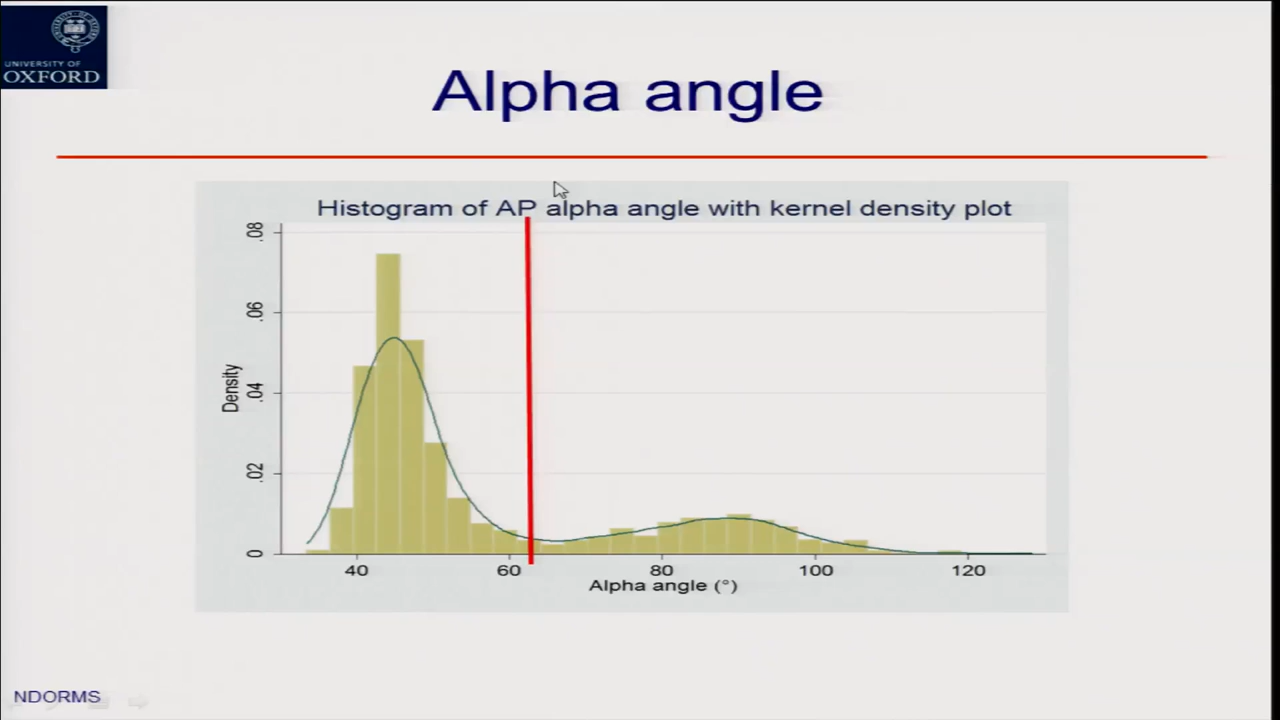 UNIVERSITY OF
OXFORD
Alpha angle
Histogram of AP alpha angle with kernel density plot
.08
.06
.04
.02
0
Density
40 60 80 100 120
Alpha angle (°)
NDORMS